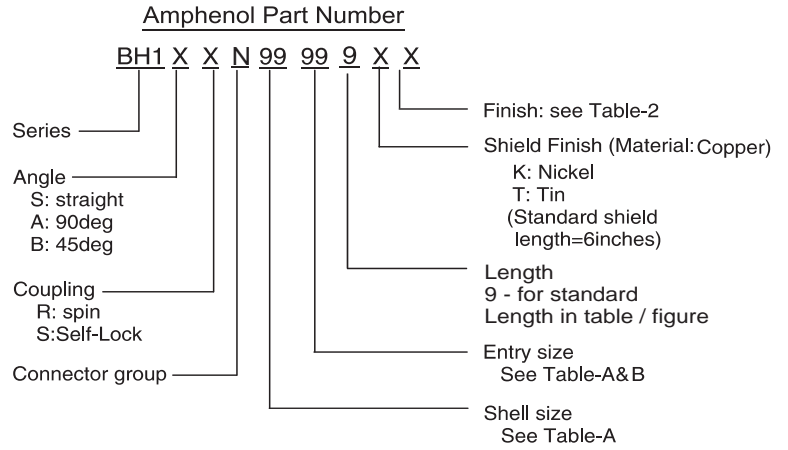 Amphenol Part Number
BH1 X X N 99 99 9 X X
Series
Angle
S: straight
A: 90deg
B: 45deg
Coupling
R: spin
S:Self-Lock
Connector group
Finish: see Table-2
Shield Finish (Material:Copper)
K: Nickel
T: Tin
(Standard shield
length=6inches)
Length
9 - for standard
Length in table / figure
Entry size
See Table-A&B
Shell size
See Table-A